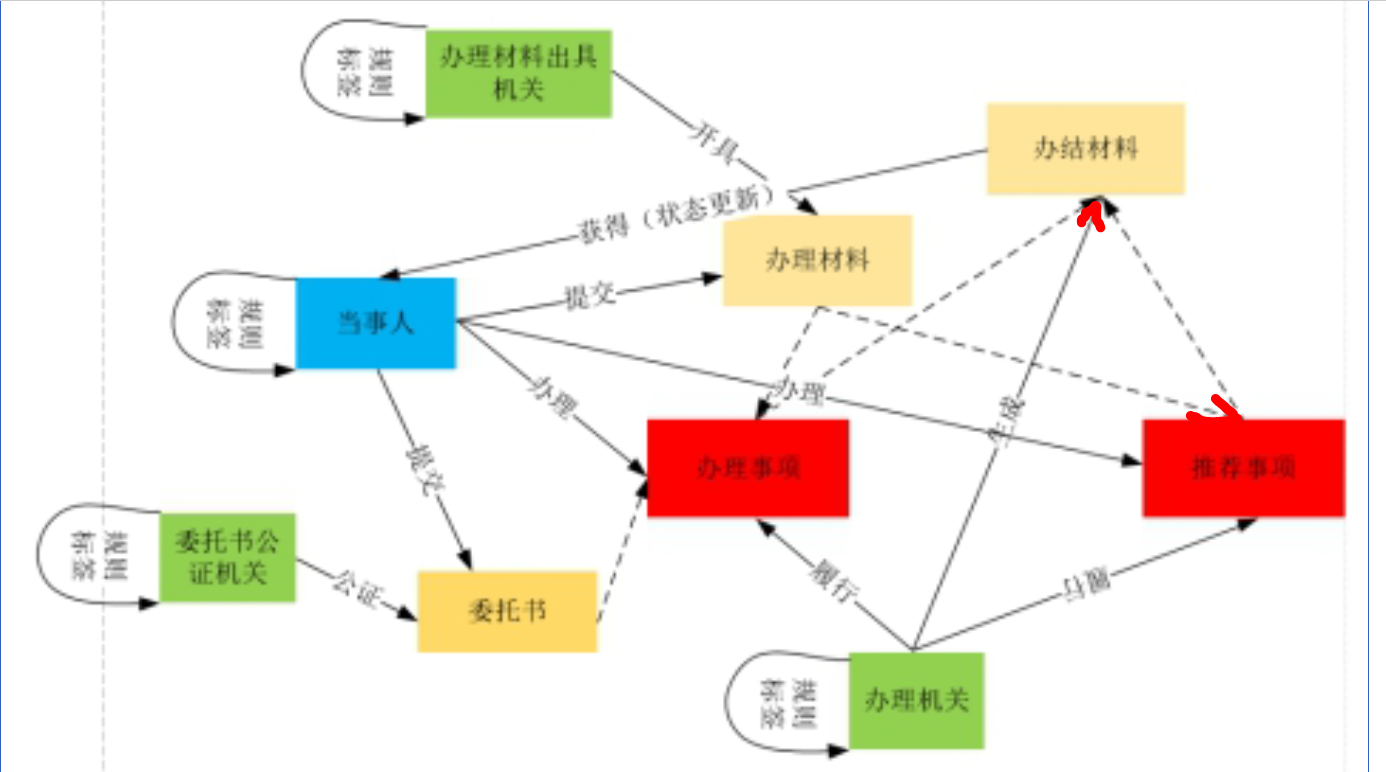 办理材料出具
机关
规则
标签
开具
办结材料
获得（状态更新）
办理材料
规则
标签
当事人
提交
办理
办理
生成
提交
办理事项
推荐事项
规则
标签
委托书公
证机关
公证
委托书
履行
履行
规则
标签
办理机关